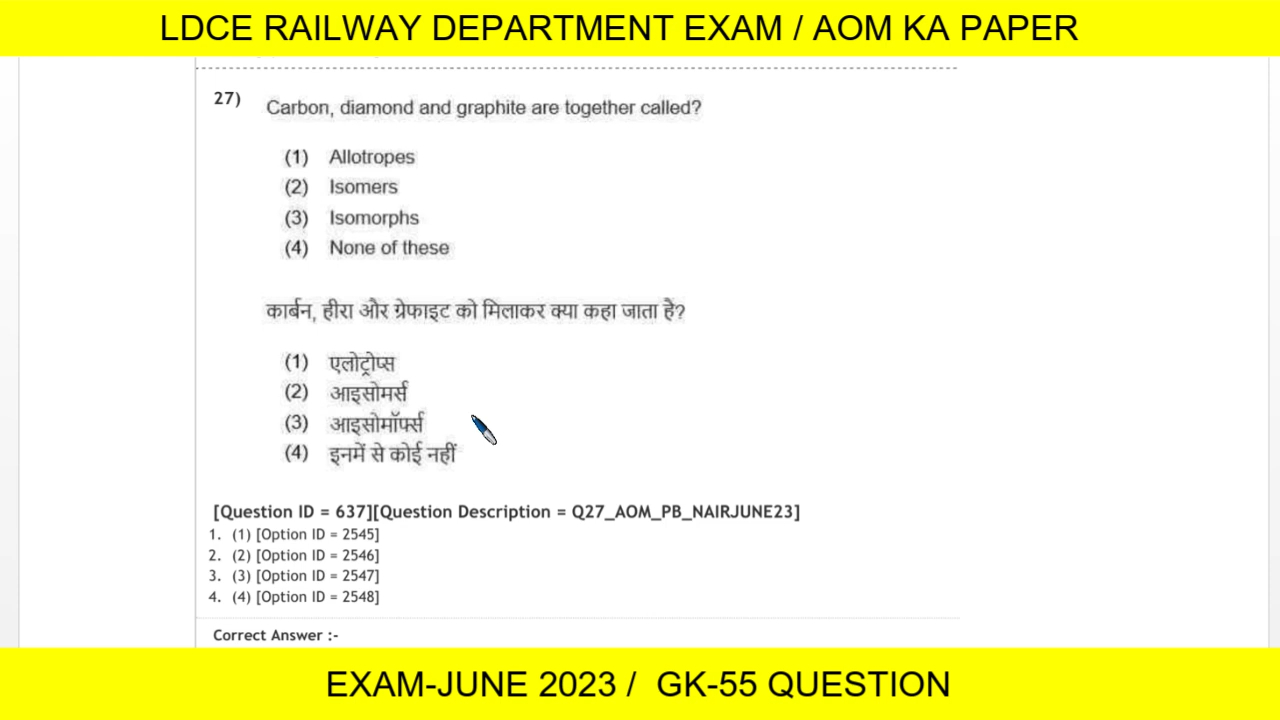 LDCE RAILWAY DEPARTMENT EXAM / AOM KA PAPER
27) Carbon, diamond and graphite are together called?
(1) Allotropes
(2) Isomers
(3) Isomorphs
(4) None of these
कार्बन, हीरा और ग्रेफाइट को मिलाकर क्या कहा जाता है?
(1) एलोट्रोप्स
(2) आइसोमर्स
(3) आइसोमॉर्फ्स
(4) इनमें से कोई नहीं
[Question ID = 637][Question Description = Q27_AOM_PB_NAIRJUNE23]
1. (1) [Option ID = 2545]
2. (2) [Option ID = 2546]
3. (3) [Option ID = 2547]
4. (4) [Option ID = 2548]
Correct Answer :-
EXAM-JUNE 2023 / GK-55 QUESTION